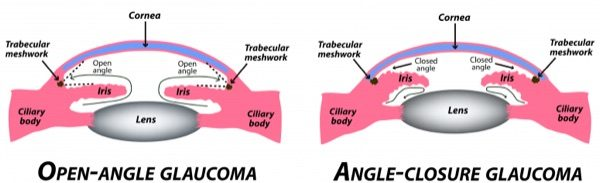 Cornea
Trabecular
meshwork
Open
angle
Open
angle
Trabecular
meshwork
Iris
Iris
Ciliary
body
Lens
Ciliary
body
OPEN-ANGLE GLAUCOMA
Cornea
Trabecular
meshwork
Closed
angle
Closed
angle
Trabecular
meshwork
Iris
Iris
Ciliary
body
Lens
Ciliary
body
ANGLE-CLOSURE GLAUCOMA